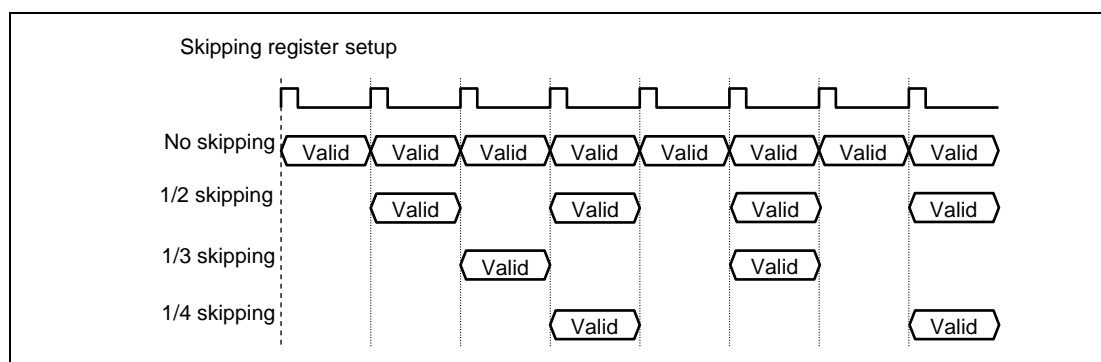 Skipping register setup
No skipping Valid Valid Valid Valid Valid Valid Valid Valid
1/2 skipping Valid Valid Valid Valid
1/3 skipping Valid Valid
1/4 skipping Valid Valid